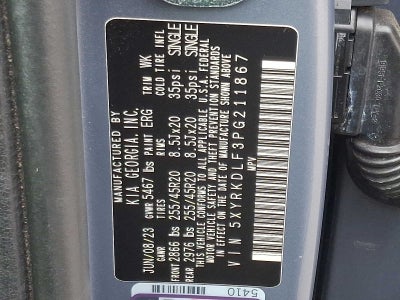 MANUFACTURED BY
KIA GEORGIA, INC.
JUN/08/23 GVWR 5467 lbs PAINT ERG TRIM WK
GAWR TIRES RIMS COLD TIRE INFL
FRONT 2866 lbs 255/45R20 8.5Jx20 35psi SINGLE
REAR 2976 lbs 255/45R20 8.5Jx20 35psi SINGLE
THIS VEHICLE CONFORMS TO ALL APPLICABLE U.S.A. FEDERAL
MOTOR VEHICLE SAFETY AND THEFT PREVENTION STANDARDS
IN EFFECT ON THE DATE OF MANUFACTURE SHOWN ABOVE
VIN 5XYRKDLF3PG211867
MPV
5410